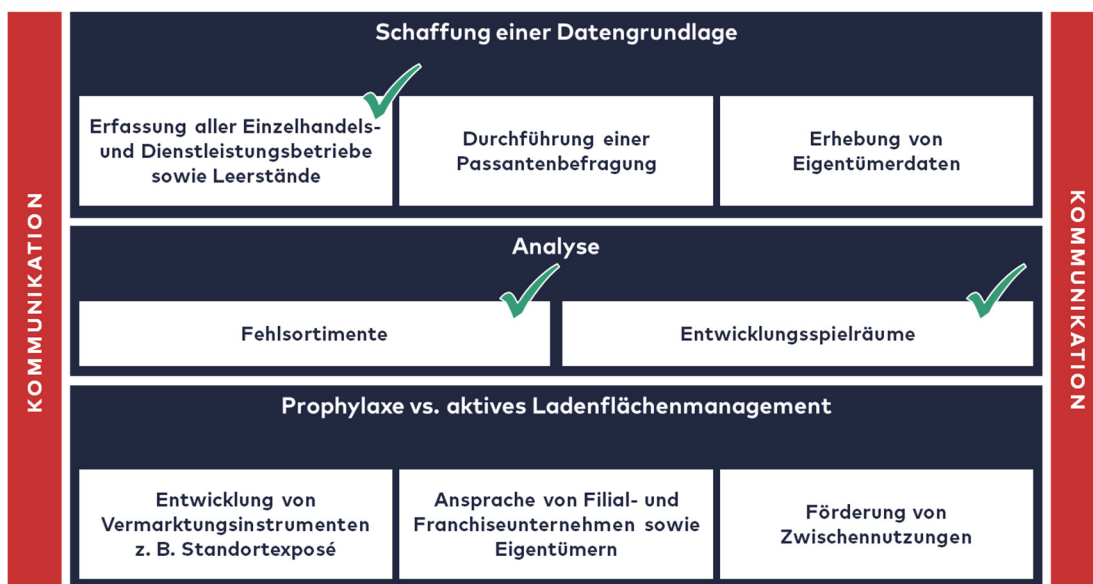 KOMMUNIKATION
Schaffung einer Datengrundlage
Erfassung aller Einzelhandels-
und Dienstleistungsbetriebe
sowie Leerstände
Durchführung einer
Passantenbefragung
Erhebung von
Eigentümerdaten
Analyse
Fehlsortimente
Entwicklungsspielräume
Prophylaxe vs. aktives Ladenflächenmanagement
Entwicklung von
Vermarktungsinstrumenten
z. B. Standortexposé
Ansprache von Filial- und
Franchiseunternehmen sowie
Eigentümern
Förderung von
Zwischennutzungen
KOMMUNIKATION